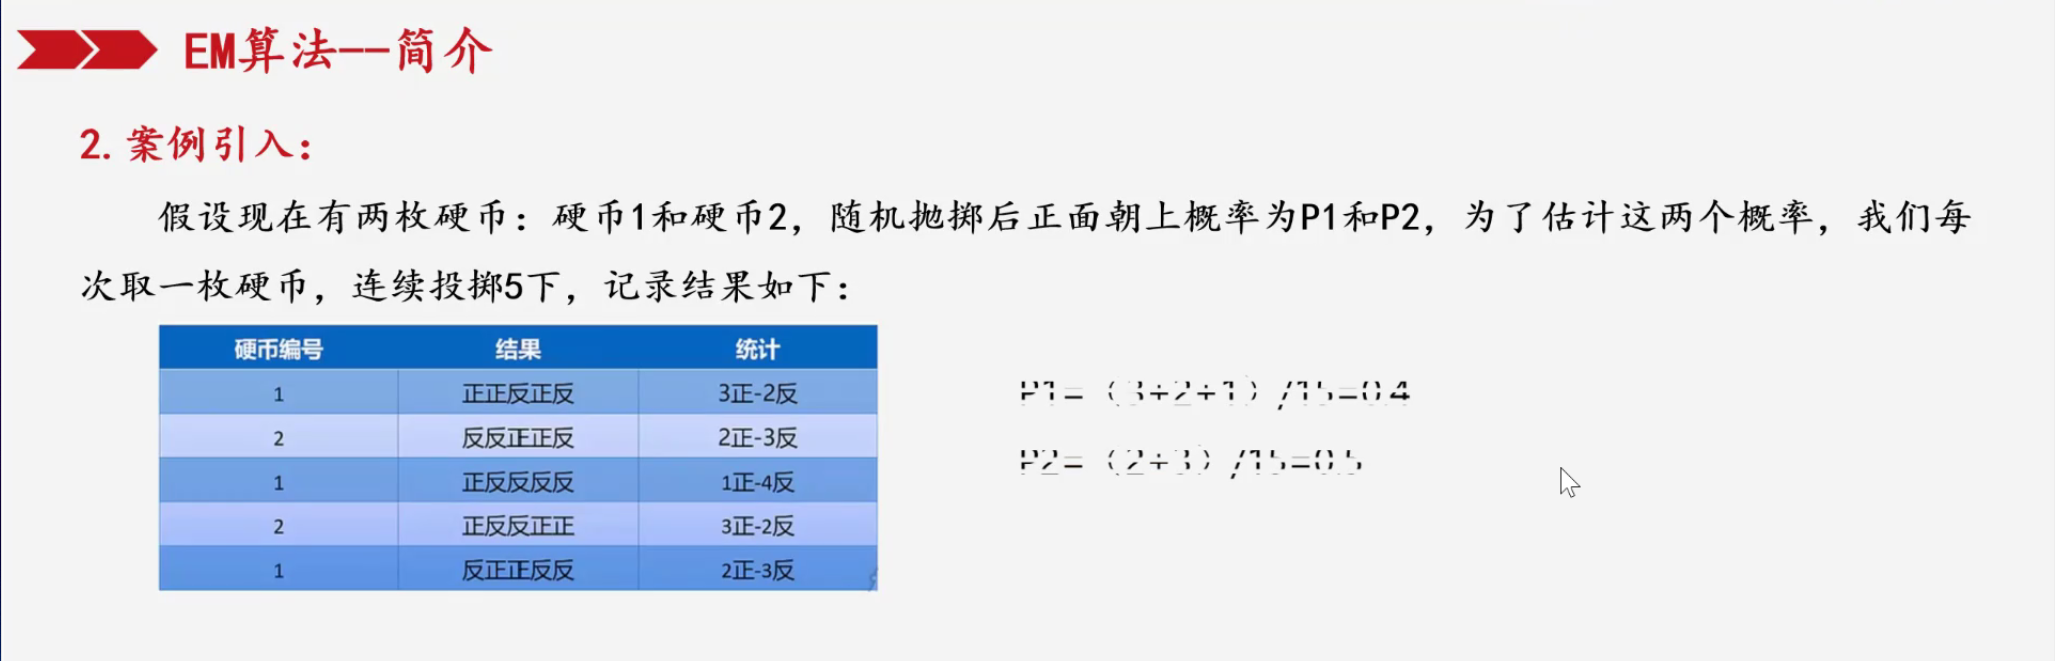 EM算法--简介
2. 案例引入：
假设现在有两枚硬币：硬币1和硬币2，随机抛掷后正面朝上概率为P1和P2，为了估计这两个概率，我们每
次取一枚硬币，连续投掷5下，记录结果如下：
硬币编号 结果 统计
1 正正反正反 3正-2反
2 反反正正反 2正-3反
1 正反反反反 1正-4反
2 正反反正正 3正-2反
1 反正正反反 2正-3反
P1=（3+2+1）/15=0.4
P2=（2+3）/15=0.5